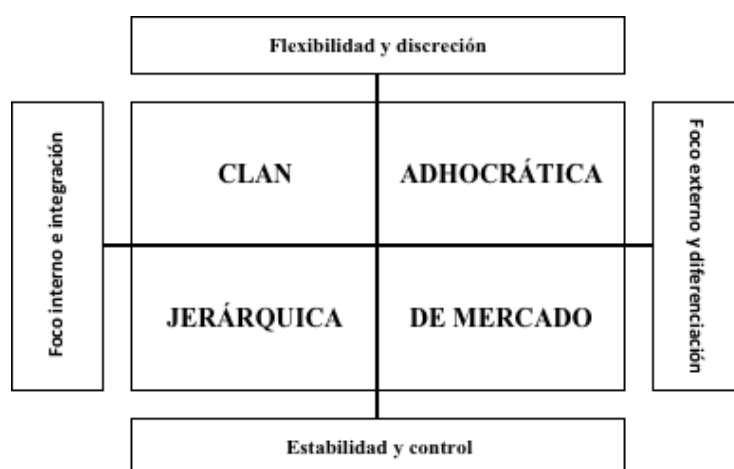 Flexibilidad y discreción
Foco interno e integración
CLAN
ADHOCRÁTICA
Foco externo y diferenciación
JERÁRQUICA
DE MERCADO
Estabilidad y control